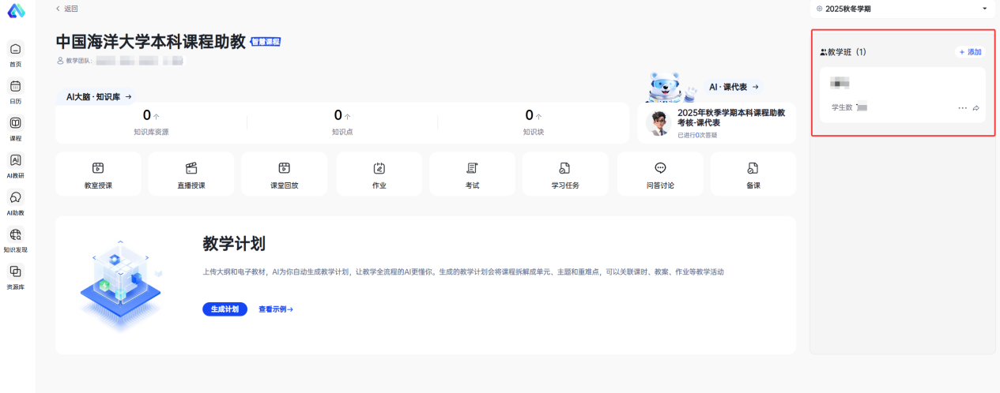 返回
2025秋冬学期
中国海洋大学本科课程助教 智慧课程
教学团队:
首页
日历
课程
AI教研
AI助教
知识发现
资源库
AI大脑·知识库 →
AI·课代表 →
0个
知识库资源
0个
知识点
0个
知识块
2025年秋季学期本科课程助教
考核-课代表
已进行0次答疑
教室授课
直播授课
课堂回放
作业
考试
学习任务
问答讨论
备课
教学计划
上传大纲和电子教材，AI为你自动生成教学计划，让教学全流程的AI更懂你。生成的教学计划会将课程拆解成单元、主题和重难点，可以关联课时、教案、作业等教学活动
生成计划
查看示例→
教学班（1）
+ 添加
学生数